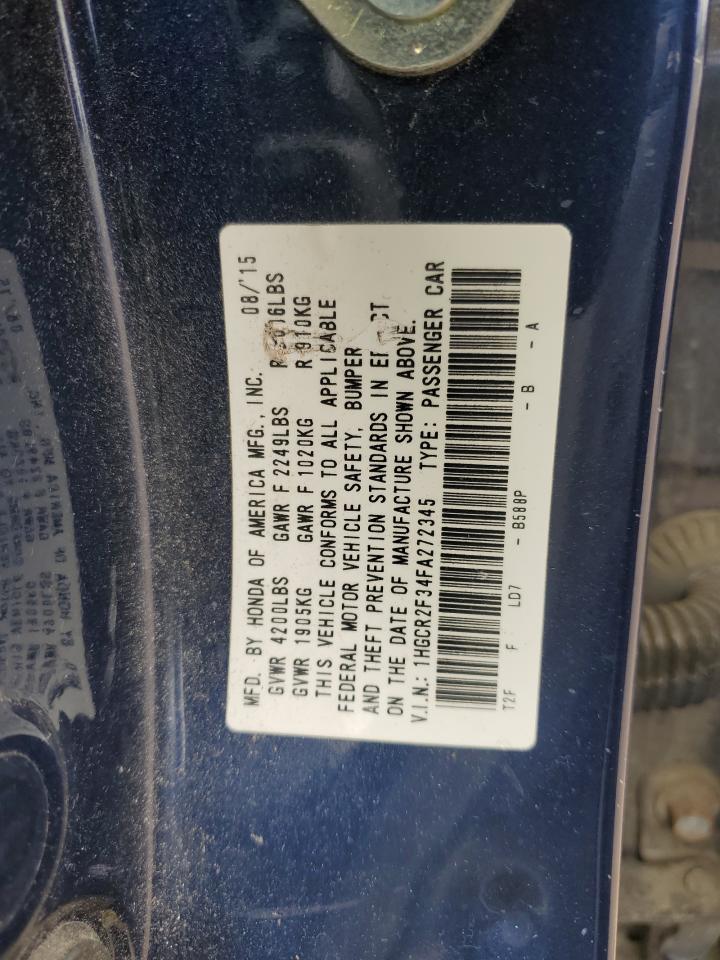 MFD. BY HONDA OF AMERICA MFG., INC. 08/'15
GVWR 4200LBS GAWR F 2249LBS R 16LBS
GVWR 1905KG GAWR F 1020KG R 910KG
THIS VEHICLE CONFORMS TO ALL APPLICABLE
FEDERAL MOTOR VEHICLE SAFETY, BUMPER
AND THEFT PREVENTION STANDARDS IN
ON THE DATE OF MANUFACTURE SHOWN ABOVE.
V.I.N.: 1HGCR2F34FA272345 TYPE: PASSENGER CAR
T2F F LD7 - B588P - B - A